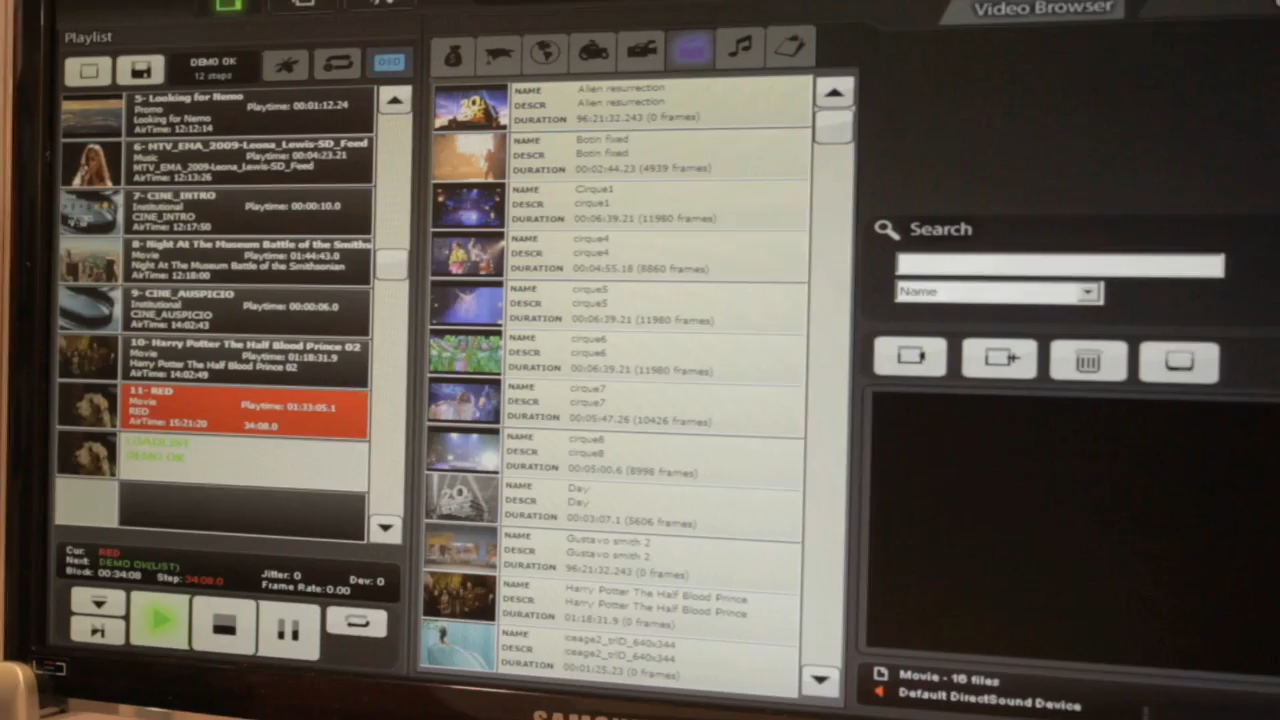 Video Browser
Playlist
DEMO OK
12 steps
OSD
5- Looking for Nemo
Promo
Playtime: 00:01:12.24
Looking for Nemo
AirTime: 12:12:14
6- MTV_EMA_2009-Leona_Lewis-SD_Feed
Music
Playtime: 00:04:23.21
MTV_EMA_2009-Leona_Lewis-SD_Feed
AirTime: 12:13:26
7- CINE_INTRO
Institutional
Playtime: 00:00:10.0
CINE_INTRO
AirTime: 12:17:50
8- Night At The Museum Battle of the Smiths
Movie
Playtime: 01:44:43.0
Night At The Museum Battle of the Smithsonian
AirTime: 12:18:00
9- CINE_AUSPICIO
Institutional
Playtime: 00:00:06.0
CINE_AUSPICIO
AirTime: 14:02:43
10- Harry Potter The Half Blood Prince 02
Movie
Playtime: 01:18:31.9
Harry Potter The Half Blood Prince 02
AirTime: 14:02:49
11- RED
Movie
Playtime: 01:33:05.1
RED
AirTime: 15:21:20
34:08.0
LOADLIST
DEMO OK
Cur: RED
Next: DEMO OK(LIST)
Block: 00:34:08
Step: 34:08.0
Jitter: 0
Dev: 0
Frame Rate: 0.00
NAME Alien resurrection
DESCR Alien resurrection
DURATION 96:21:32.243 (0 frames)
NAME Botin fixed
DESCR Botin fixed
DURATION 00:02:44.23 (4939 frames)
NAME Cirque1
DESCR cirque1
DURATION 00:06:39.21 (11980 frames)
NAME cirque4
DESCR cirque4
DURATION 00:04:55.18 (8860 frames)
NAME cirque5
DESCR cirque5
DURATION 00:06:39.21 (11980 frames)
NAME cirque6
DESCR cirque6
DURATION 00:06:39.21 (11980 frames)
NAME cirque7
DESCR cirque7
DURATION 00:05:47.26 (10426 frames)
NAME cirque8
DESCR cirque8
DURATION 00:05:00.6 (8998 frames)
NAME Day
DESCR Day
DURATION 00:03:07.1 (5606 frames)
NAME Gustavo smith 2
DESCR Gustavo smith 2
DURATION 96:21:32.243 (0 frames)
NAME Harry Potter The Half Blood Prince
DESCR Harry Potter The Half Blood Prince
DURATION 01:18:31.9 (0 frames)
NAME iceage2_trlD_640x344
DESCR iceage2_trlD_640x344
DURATION 00:01:25.23 (0 frames)
Search
Name
Movie - 16 files
Default DirectSound Device